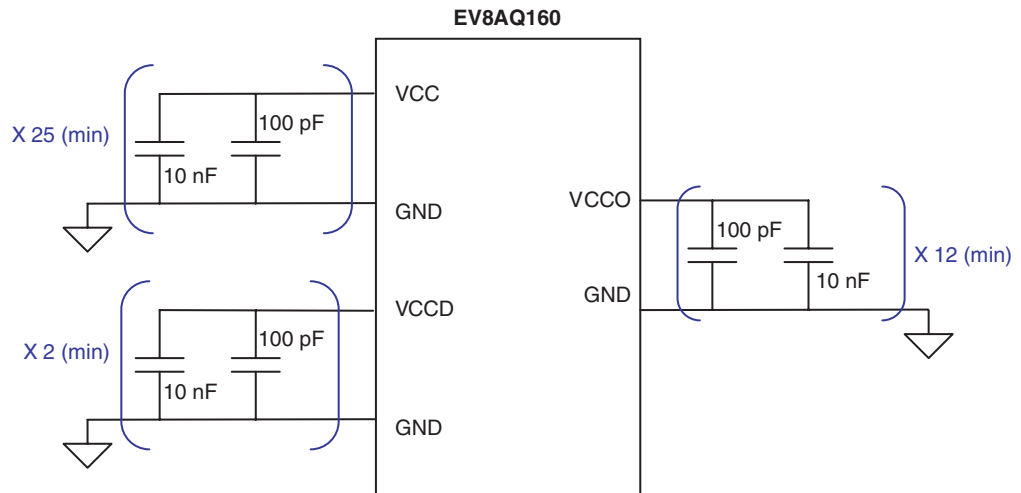 EV8AQ160
VCC
100 pF
X 25 (min)
10 nF
GND
VCCO
100 pF
X 12 (min)
10 nF
GND
VCCD
100 pF
X 2 (min)
10 nF
GND